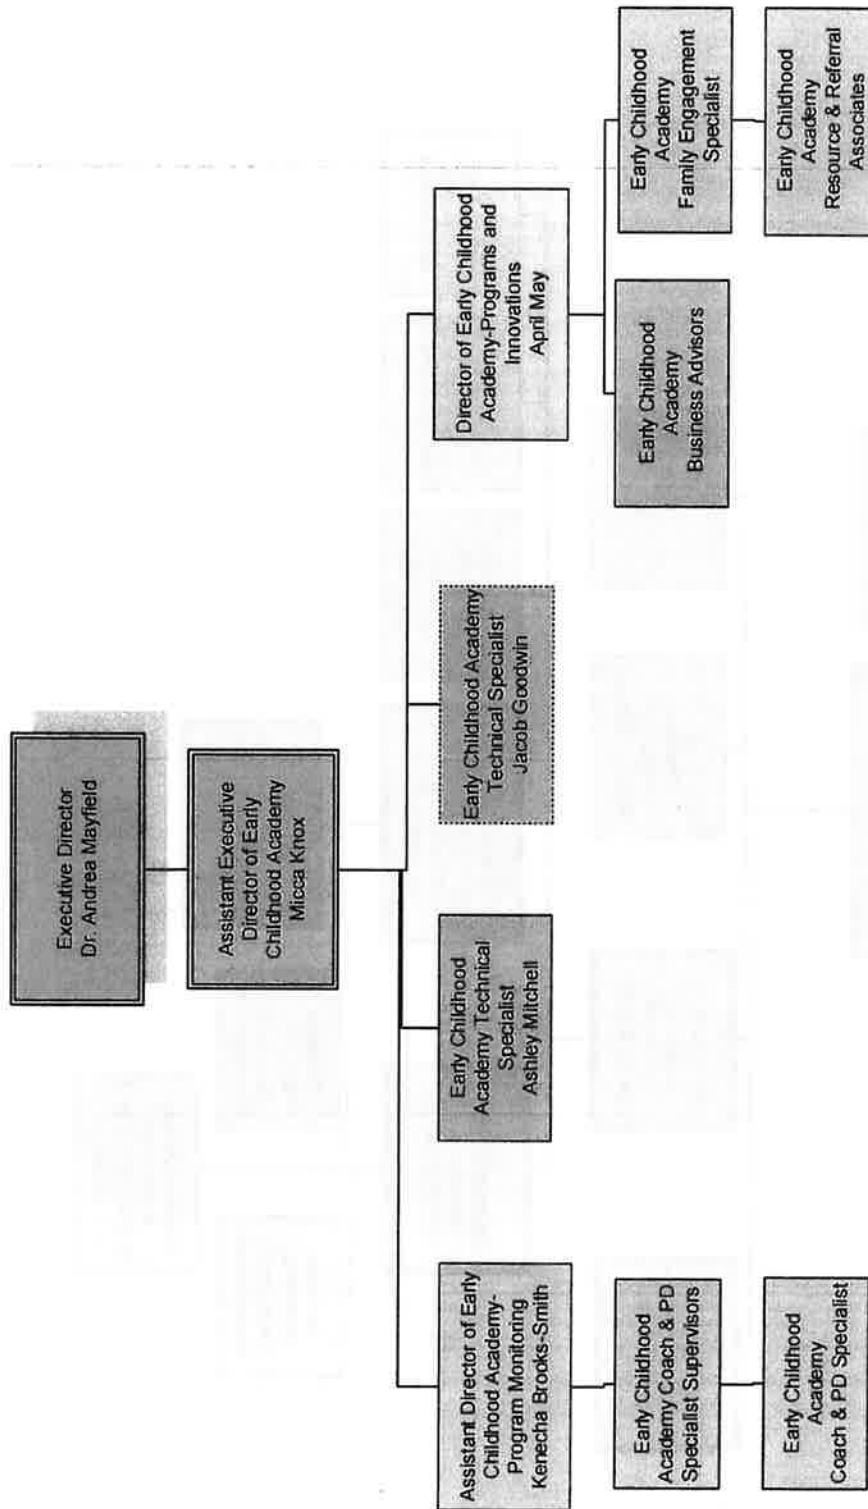 Executive Director
Dr. Andrea Mayfield
Assistant Executive
Director of Early
Childhood Academy
Micca Knox
Assistant Director of Early
Childhood Academy-
Program Monitoring
Kenecha Brooks-Smith
Early Childhood
Academy Technical
Specialist
Ashley Mitchell
Early Childhood Academy
Technical Specialist
Jacob Goodwin
Director of Early Childhood
Academy-Programs and
Innovations
April May
Early Childhood
Academy Coach & PD
Specialist Supervisors
Early Childhood
Academy
Business Advisors
Early Childhood
Academy
Family Engagement
Specialist
Early Childhood
Academy
Coach & PD Specialist
Early Childhood
Academy
Resource & Referral
Associates